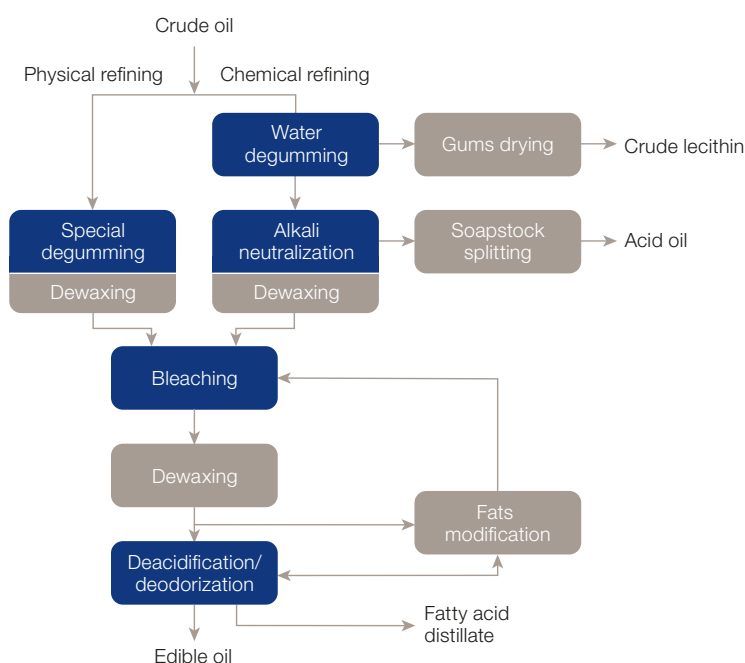 Crude oil
Physical refining
Chemical refining
Water
degumming
Gums drying
Crude lecithin
Special
degumming
Alkali
neutralization
Soapstock
splitting
Acid oil
Dewaxing
Dewaxing
Bleaching
Dewaxing
Fats
modification
Deacidification/
deodorization
Fatty acid
distillate
Edible oil